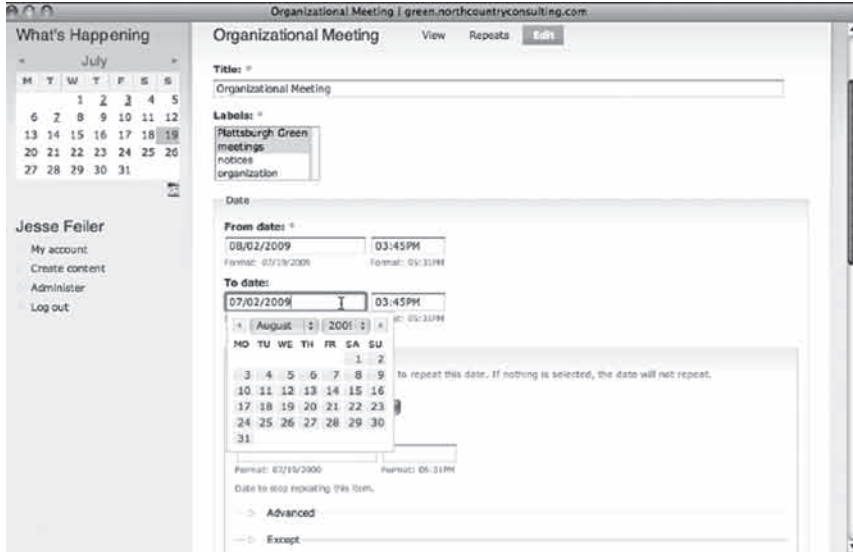 Organizational Meeting | green.northcountryconsulting.com
What's Happening
July
M T W T F S S
1 2 3 4 5
6 7 8 9 10 11 12
13 14 15 16 17 18 19
20 21 22 23 24 25 26
27 28 29 30 31
Jesse Feiler
My account
Create content
Administer
Log out
Organizational Meeting View Repeats Edit
Title: *
Organizational Meeting
Labels: *
Plattsburgh Green
meetings
notices
organization
Date
From date: *
08/02/2009 03:45PM
Format: 07/19/2009 Format: 05:31PM
To date:
07/02/2009 03:45PM
05:31PM
August 200
MO TU WE TH FR SA SU
1 2
3 4 5 6 7 8 9
10 11 12 13 14 15 16
17 18 19 20 21 22 23
24 25 26 27 28 29 30
31
to repeat this date. If nothing is selected, the date will not repeat.
Format: 07/19/2009 Format: 05:31PM
Date to stop repeating this item.
Advanced
Except